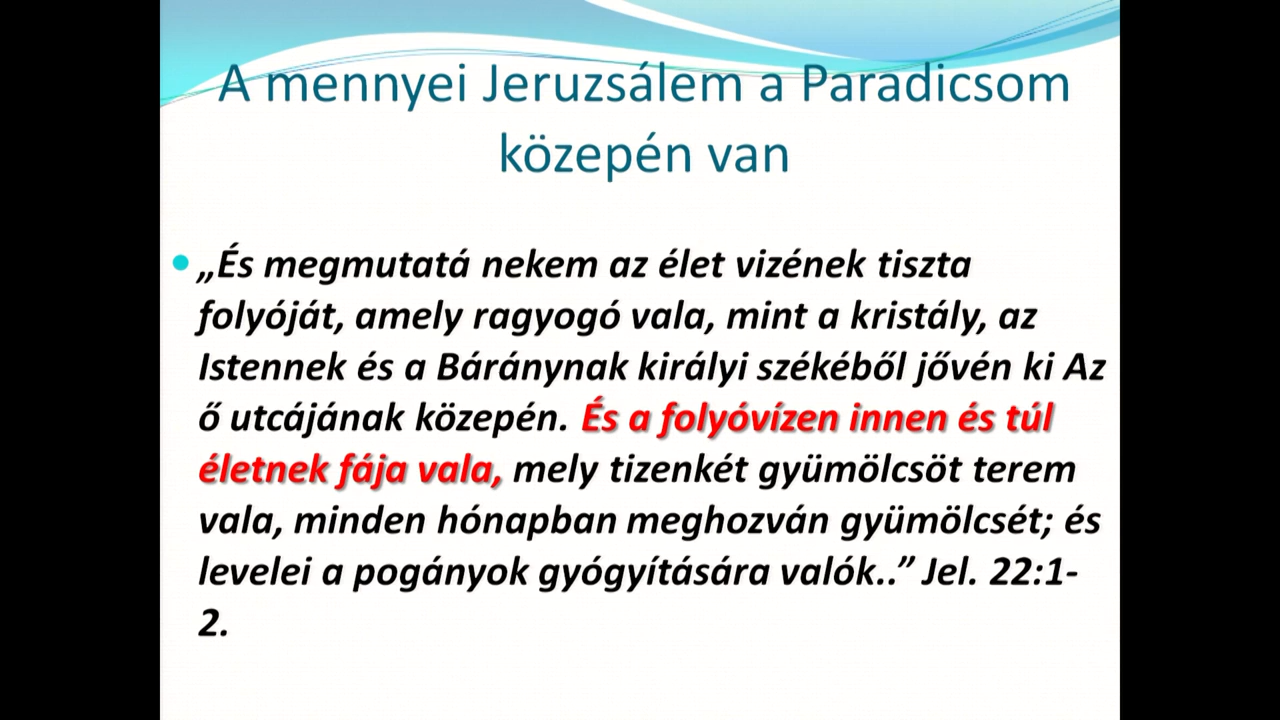 A mennyei Jeruzsálem a Paradicsom
közepén van
„És megmutatá nekem az élet vizének tiszta
folyóját, amely ragyogó vala, mint a kristály, az
Istennek és a Báránynak királyi székéből jővén ki Az
ő utcájának közepén. És a folyóvízen innen és túl
életnek fája vala, mely tizenkét gyümölcsöt terem
vala, minden hónapban meghozván gyümölcsét; és
levelei a pogányok gyógyítására valók..” Jel. 22:1-
2.